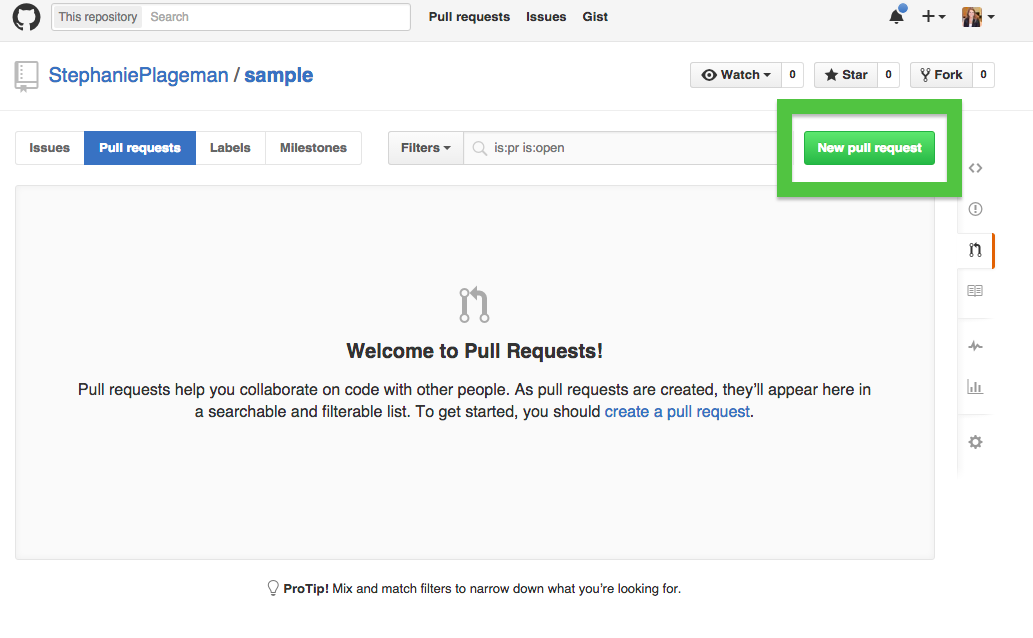 This repository Search Pull requests Issues Gist
StephaniePlageman / sample Watch 0 Star 0 Fork 0
Issues Pull requests Labels Milestones Filters is:pr is:open New pull request
Welcome to Pull Requests!
Pull requests help you collaborate on code with other people. As pull requests are created, they’ll appear here in
a searchable and filterable list. To get started, you should create a pull request.
ProTip! Mix and match filters to narrow down what you’re looking for.